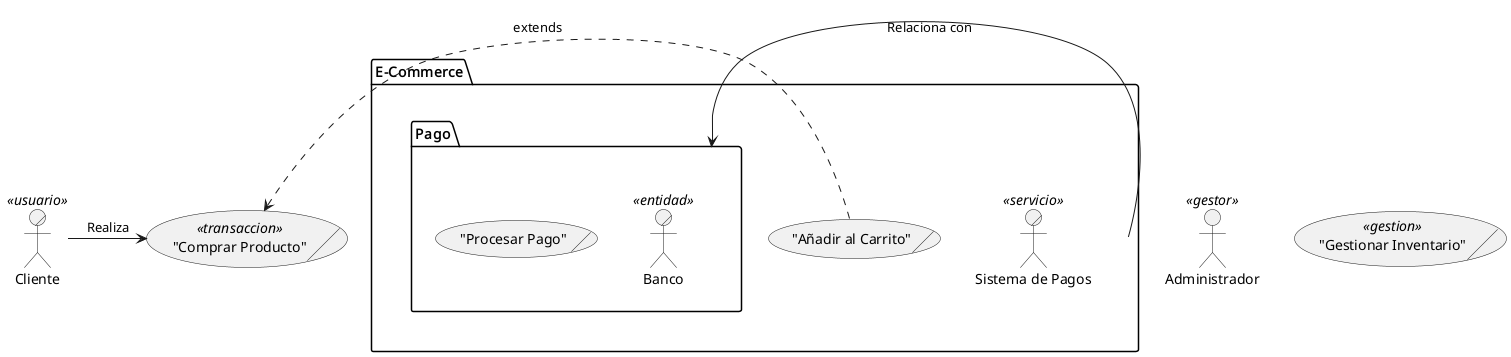 extends
Relaciona con
E-Commerce
Pago
«usuario»
Cliente
Realiza
«transaccion»
"Comprar Producto"
"Procesar Pago"
«entidad»
Banco
"Añadir al Carrito"
«servicio»
Sistema de Pagos
«gestor»
Administrador
«gestion»
"Gestionar Inventario"